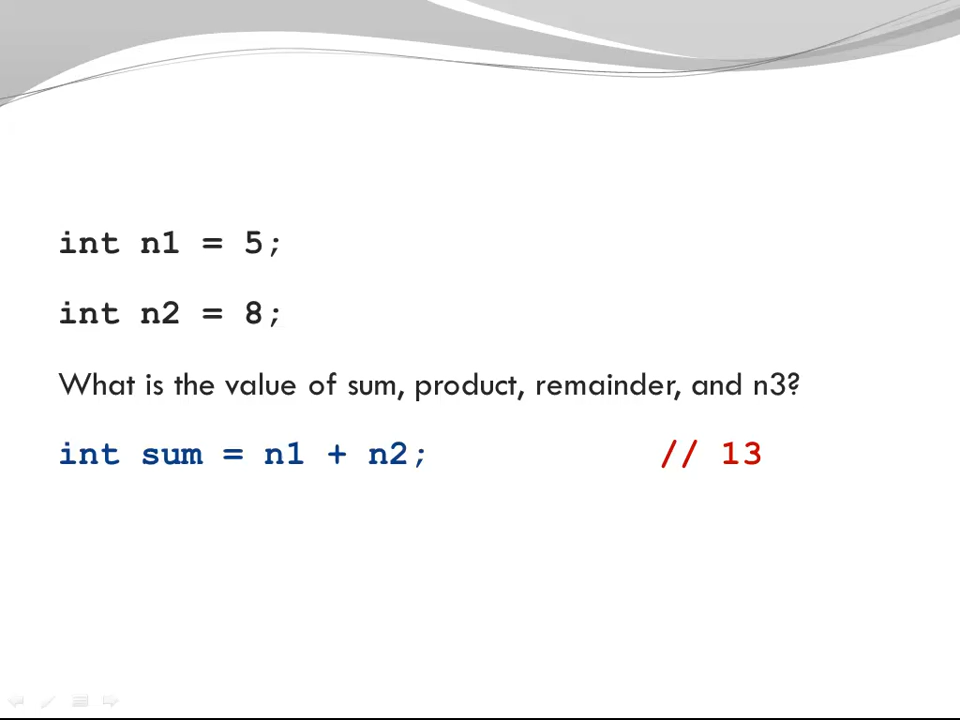 int n1 = 5;
int n2 = 8;
What is the value of sum, product, remainder, and n3?
int sum = n1 + n2; // 13